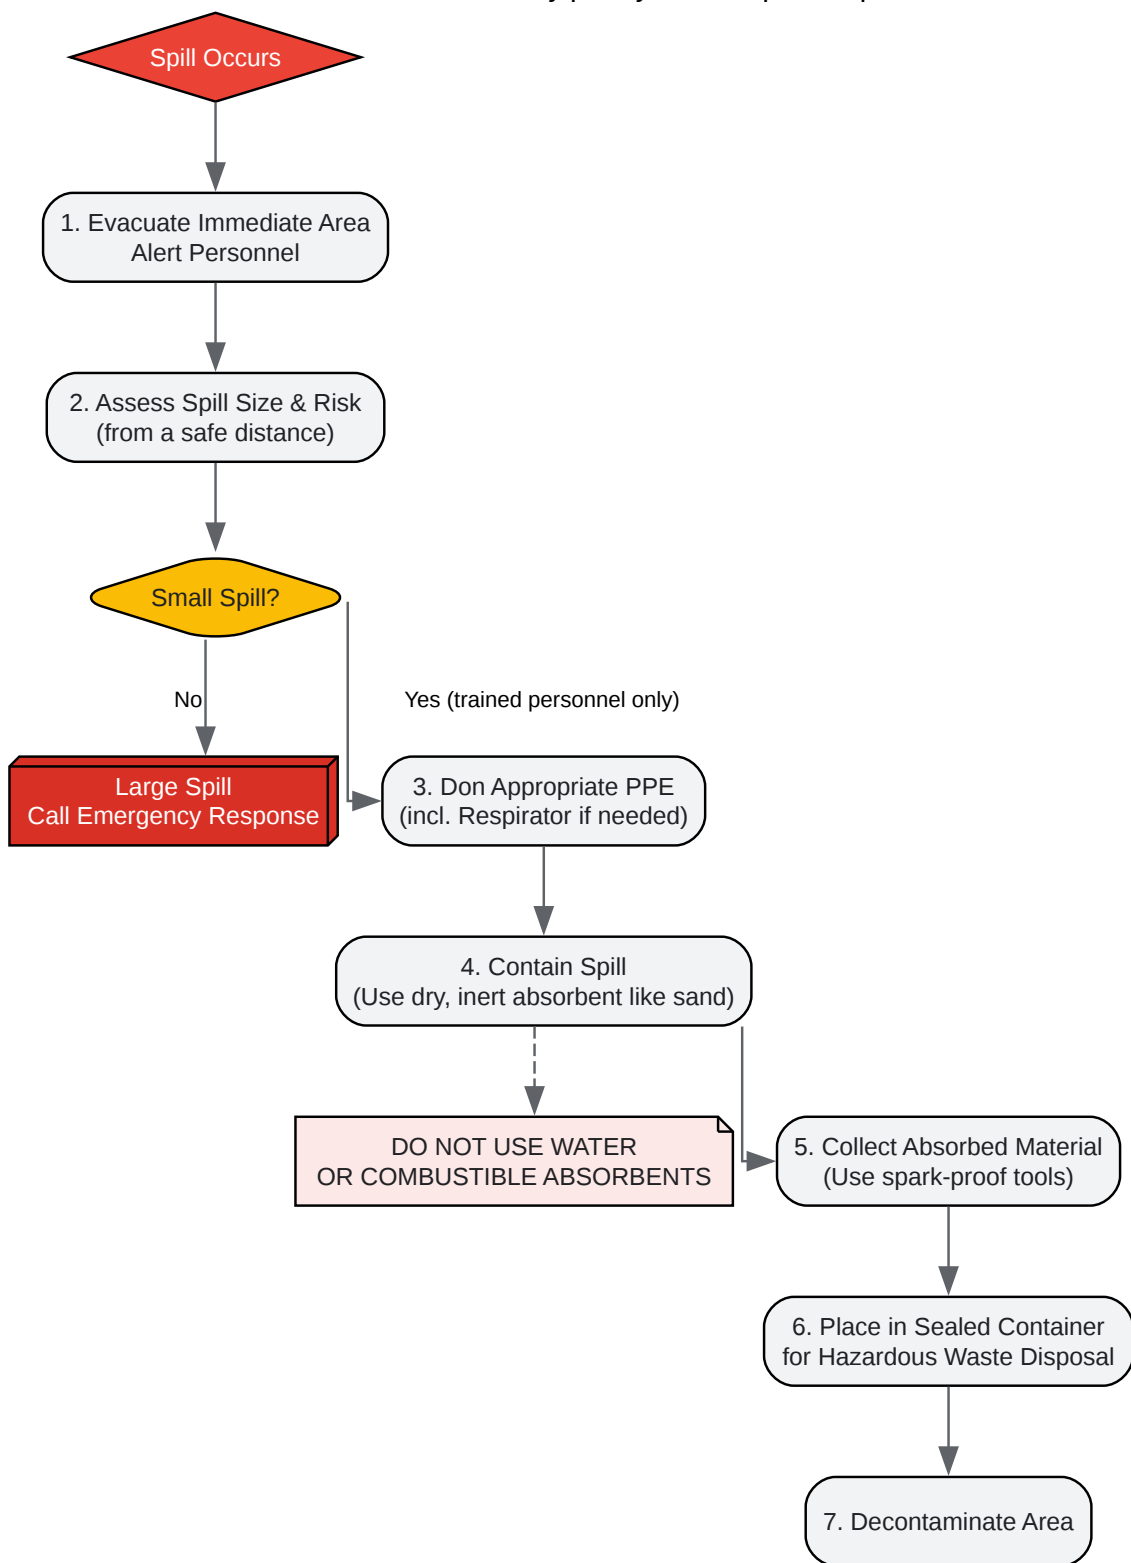 Spill Occurs
1. Evacuate Immediate Area
Alert Personnel
2. Assess Spill Size & Risk
(from a safe distance)
Small Spill?
No
Yes (trained personnel only)
Large Spill
Call Emergency Response
3. Don Appropriate PPE
(incl. Respirator if needed)
4. Contain Spill
(Use dry, inert absorbent like sand)
DO NOT USE WATER
OR COMBUSTIBLE ABSORBENTS
5. Collect Absorbed Material
(Use spark-proof tools)
6. Place in Sealed Container
for Hazardous Waste Disposal
7. Decontaminate Area